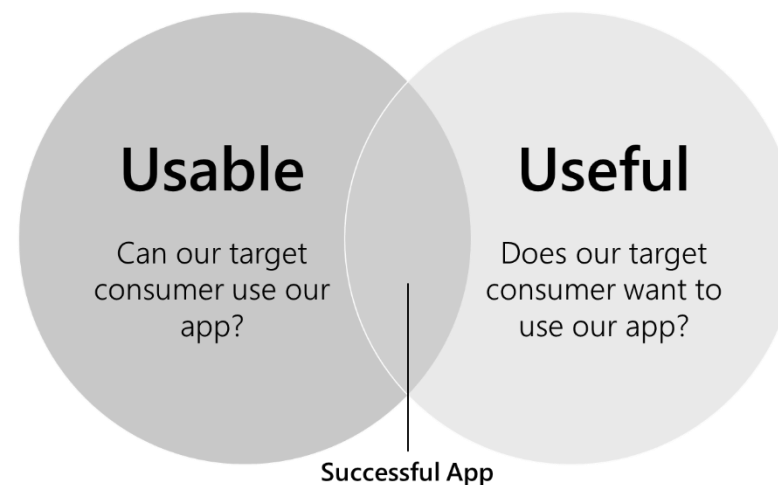 Usable
Can our target
consumer use our
app?
Useful
Does our target
consumer want to
use our app?
Successful App